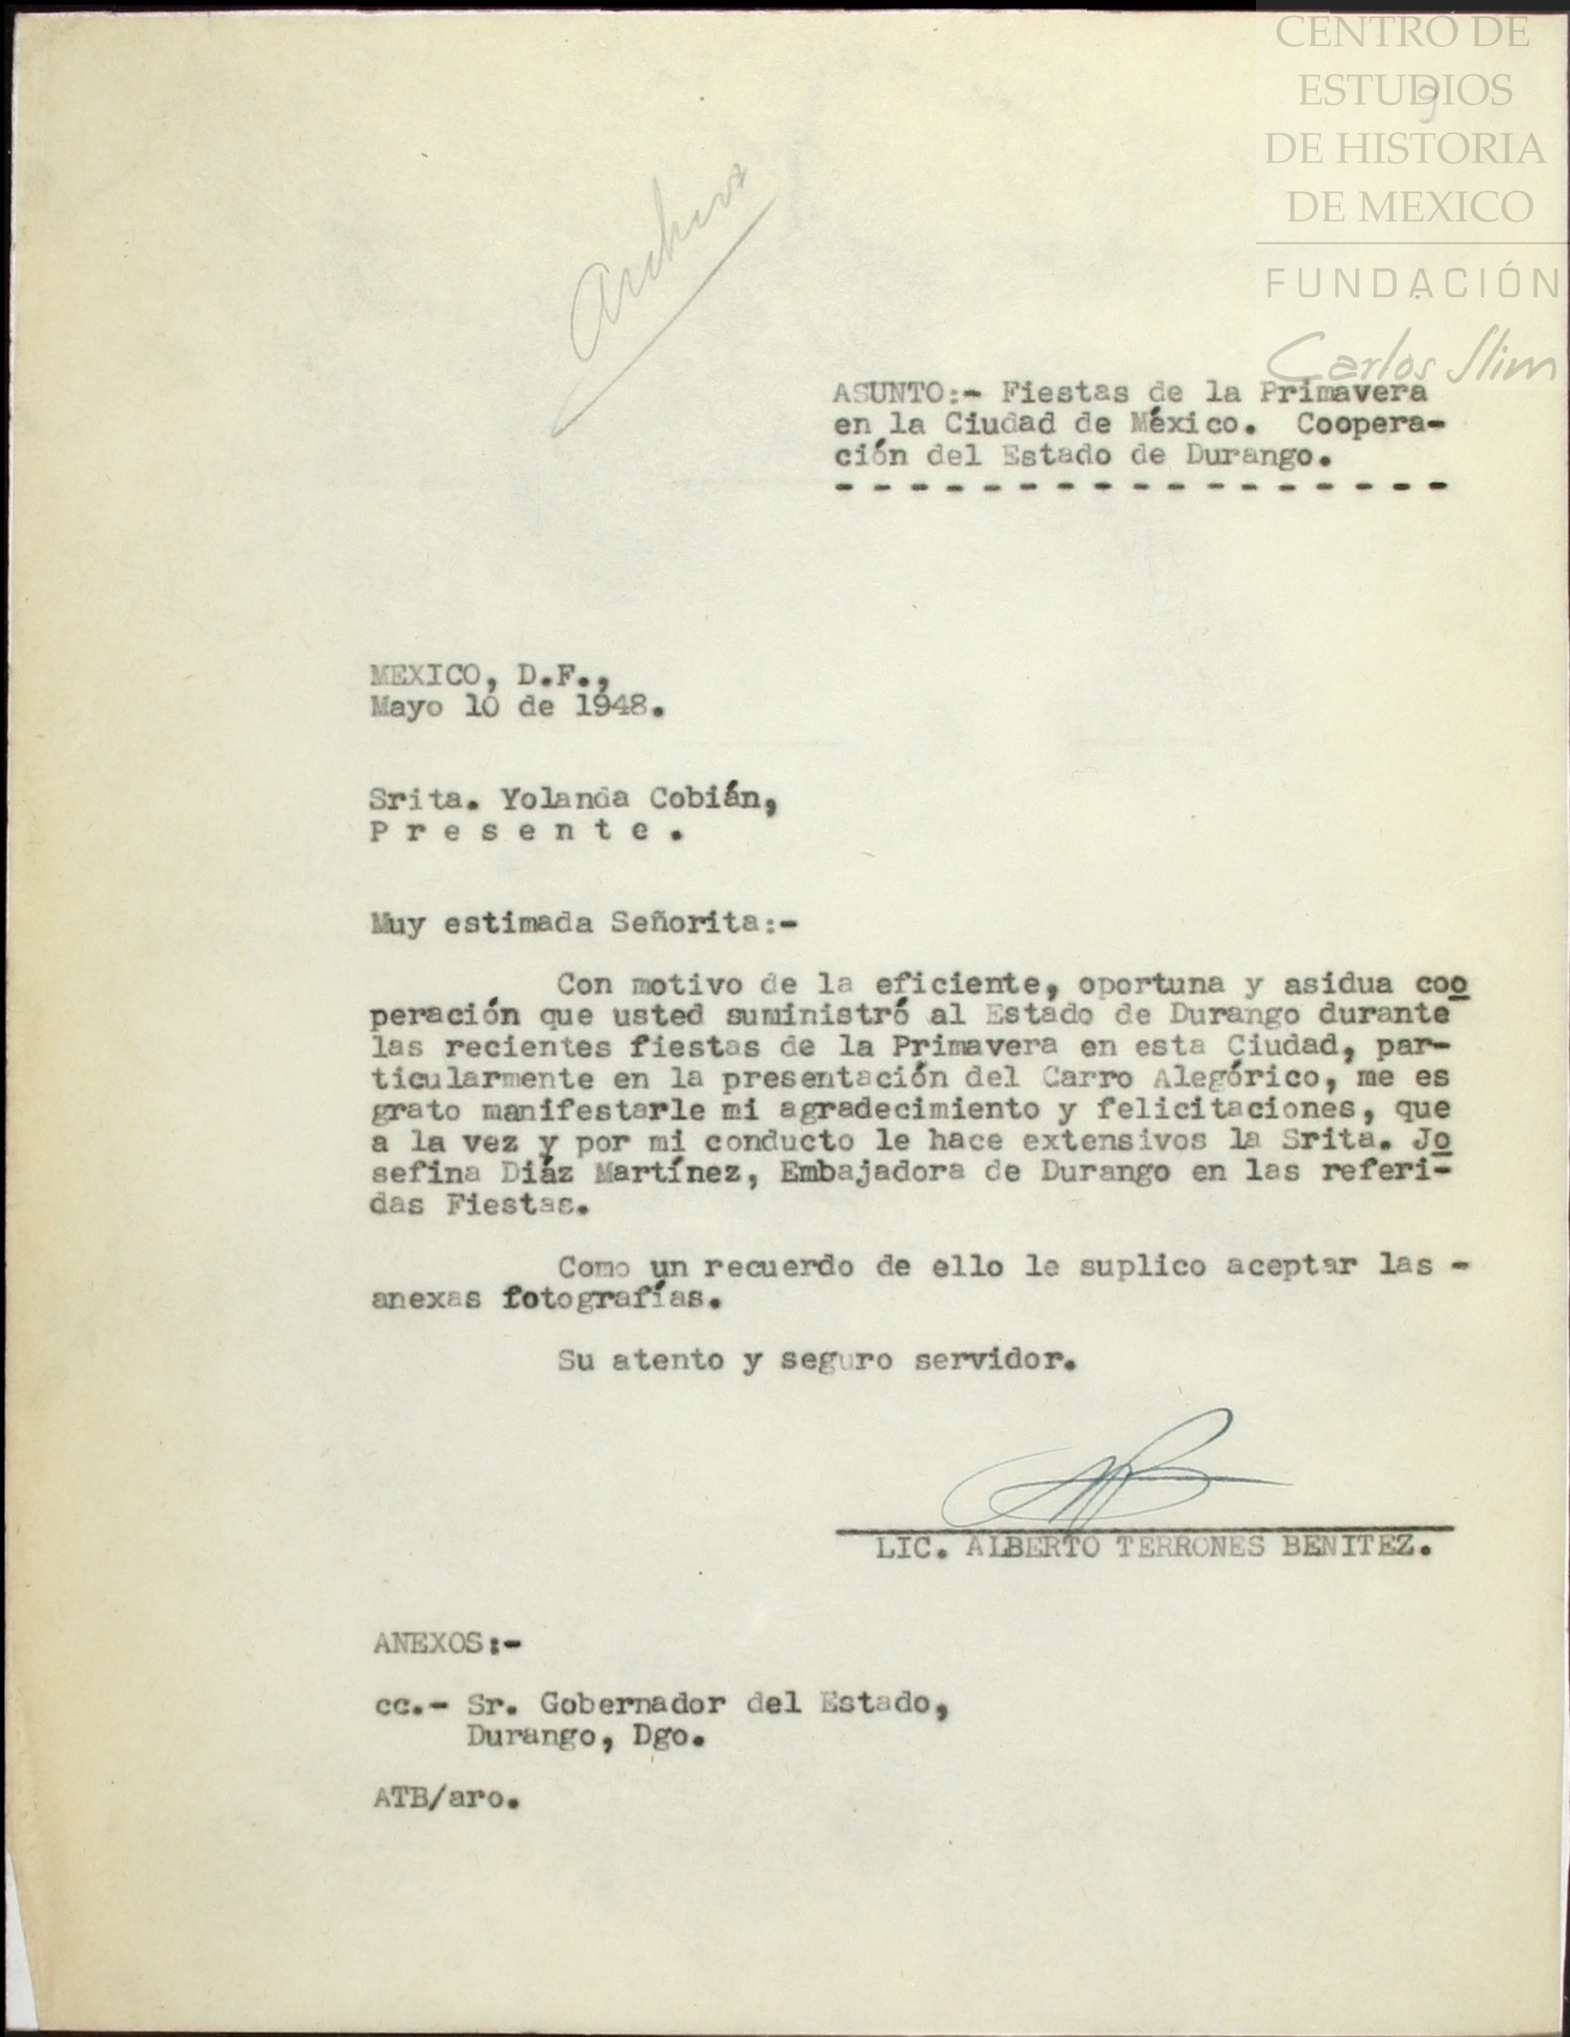 CENTRO DE
ESTUDIOS
DE HISTORIA
DE MEXICO
FUNDACIÓN
Carlos Slim
9
Archivo
ASUNTO:- Fiestas de la Primavera
en la Ciudad de México. Coopera-
ción del Estado de Durango.
- - - - - - - - - - - - - - - - -
MEXICO, D.F.,
Mayo 10 de 1948.
Srita. Yolanda Cobián,
P r e s e n t e .
Muy estimada Señorita:-
Con motivo de la eficiente, oportuna y asidua coo
peración que usted suministró al Estado de Durango durante
las recientes fiestas de la Primavera en esta Ciudad, par-
ticularmente en la presentación del Carro Alegórico, me es
grato manifestarle mi agradecimiento y felicitaciones, que
a la vez y por mi conducto le hace extensivos la Srita. Jo
sefina Diáz Martínez, Embajadora de Durango en las referi-
das Fiestas.
Como un recuerdo de ello le suplico aceptar las -
anexas fotografías.
Su atento y seguro servidor.
LIC. ALBERTO TERRONES BENITEZ.
ANEXOS:-
cc.- Sr. Gobernador del Estado,
Durango, Dgo.
ATB/aro.